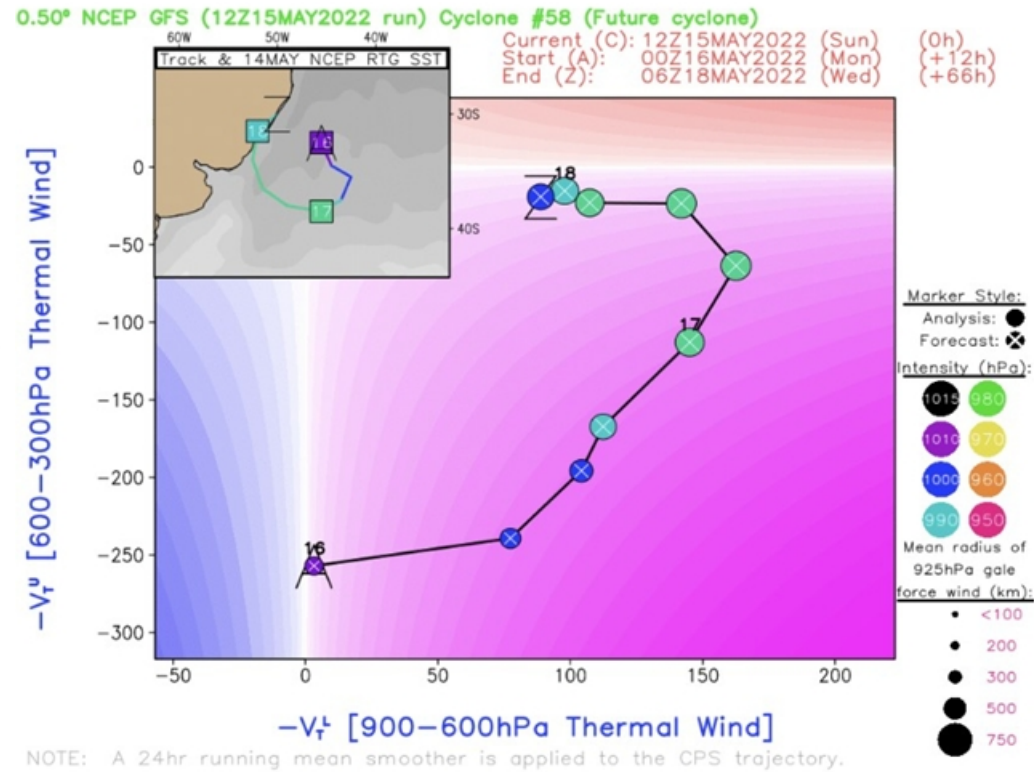 0.50° NCEP GFS (12Z15MAY2022 run) Cyclone #58 (Future cyclone)
Current (C): 12Z15MAY2022 (Sun) (0h)
Start (A): 00Z16MAY2022 (Mon) (+12h)
End (Z): 06Z18MAY2022 (Wed) (+66h)
60W 50W 40W
Track & 14MAY NCEP RTG SST
30S
40S
18
16
17
−Vᵀᵁ [600−300hPa Thermal Wind]
0
−50
−100
−150
−200
−250
−300
18
17
16
A
Z
−50 0 50 100 150 200
−Vᵀᴸ [900−600hPa Thermal Wind]
Marker Style:
Analysis:
Forecast:
Intensity (hPa):
1015 980
1010 970
1000 960
990 950
Mean radius of
925hPa gale
force wind (km):
<100
200
300
500
750
NOTE: A 24hr running mean smoother is applied to the CPS trajectory.